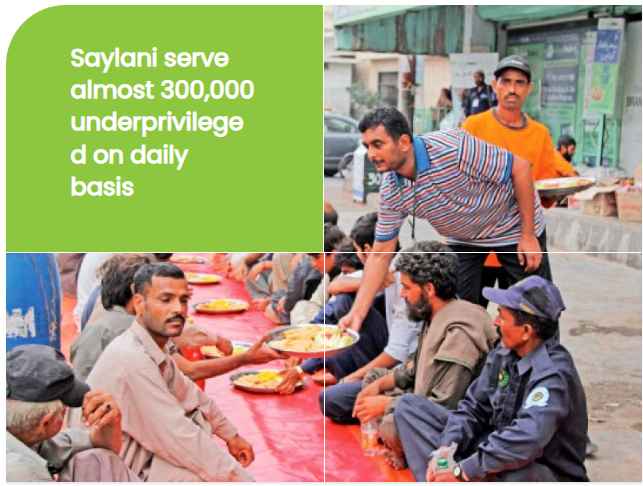 Saylani serve
almost 300,000
underprivilege
d on daily
basis